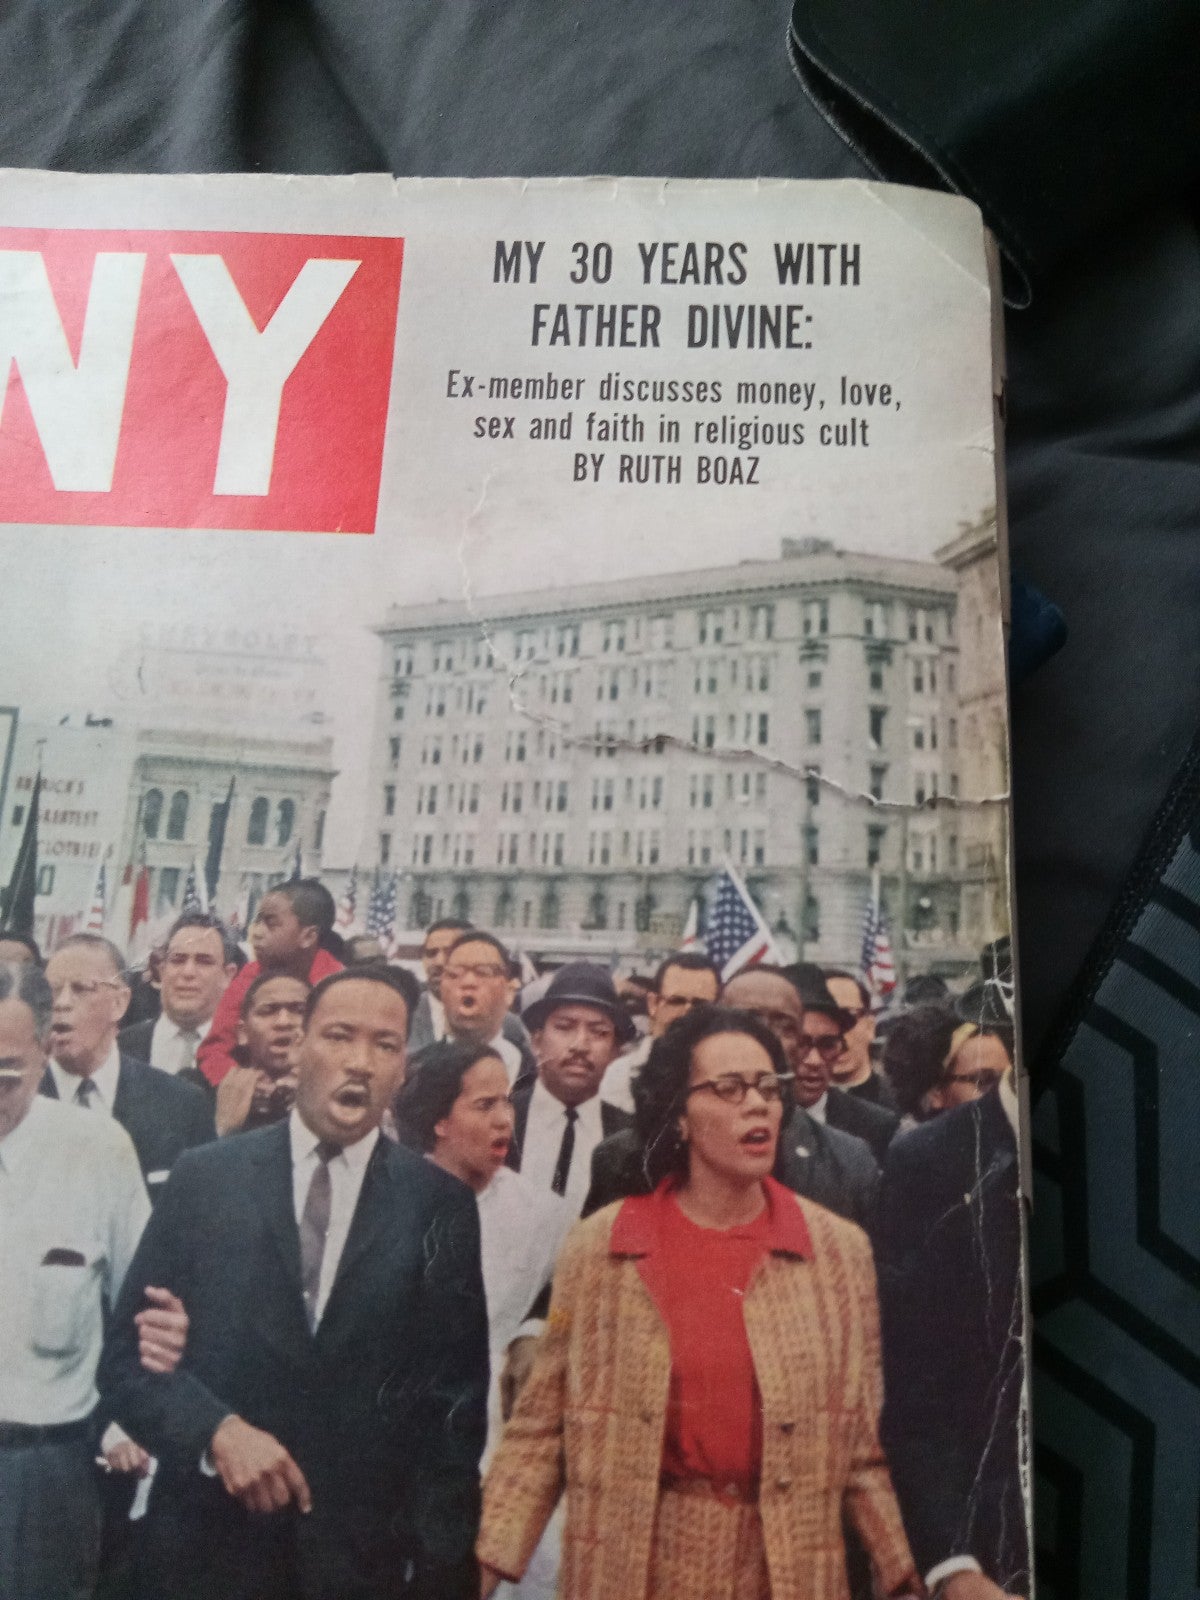 NY
MY 30 YEARS WITH
FATHER DIVINE:
Ex-member discusses money, love,
sex and faith in religious cult
BY RUTH BOAZ
CHEVROLET